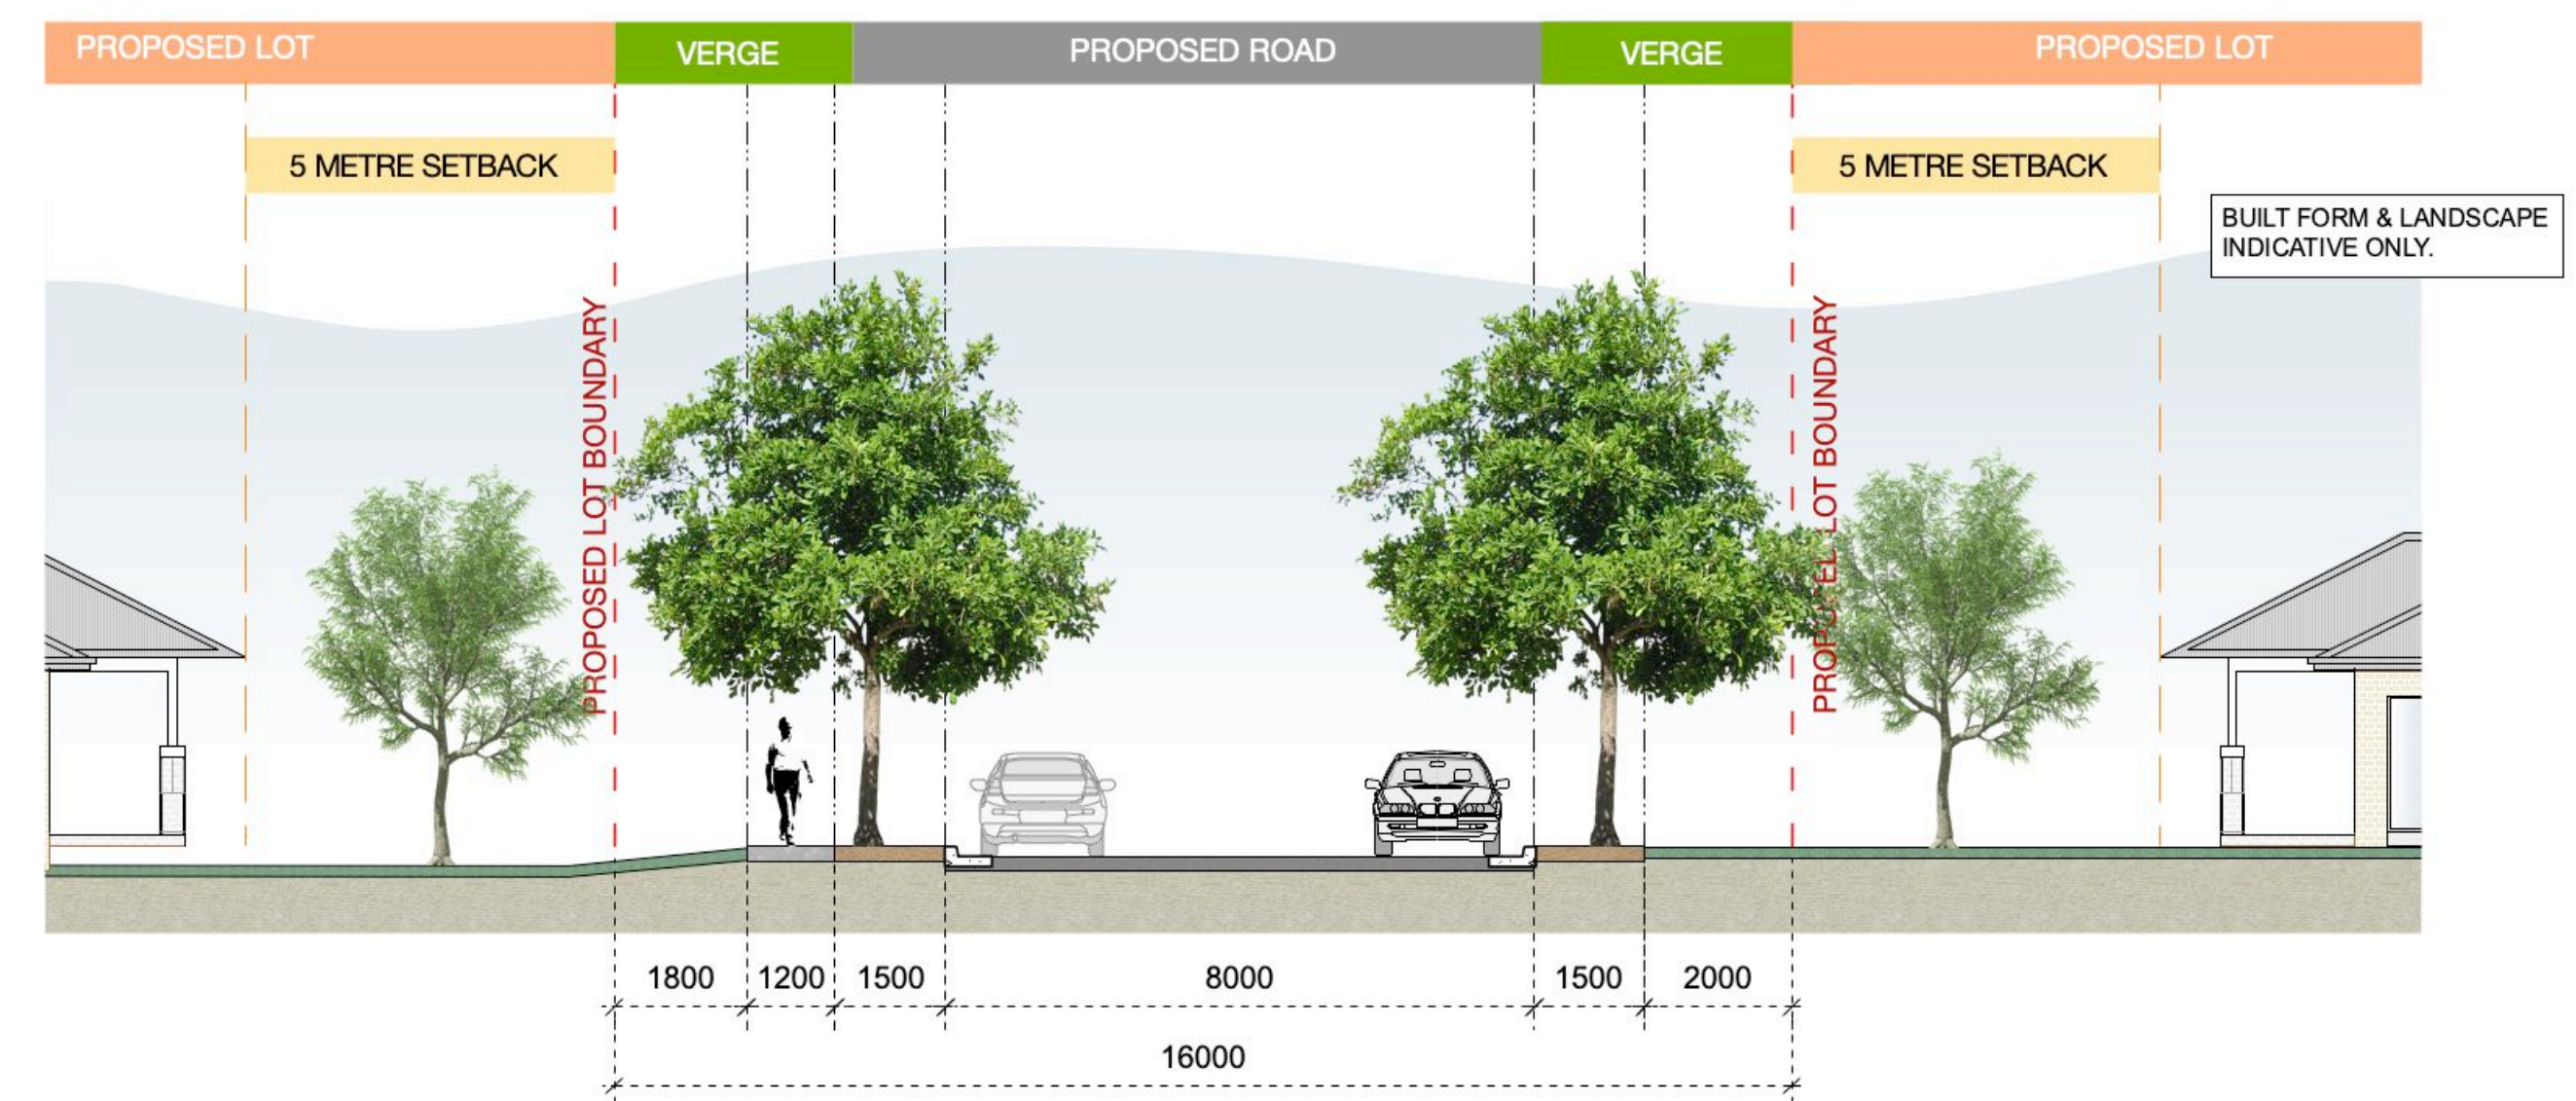 PROPOSED LOT
VERGE
PROPOSED ROAD
VERGE
PROPOSED LOT
5 METRE SETBACK
5 METRE SETBACK
BUILT FORM & LANDSCAPE
INDICATIVE ONLY.
PROPOSED LOT BOUNDARY
LOT BOUNDARY
1800
1200
1500
8000
1500
2000
16000